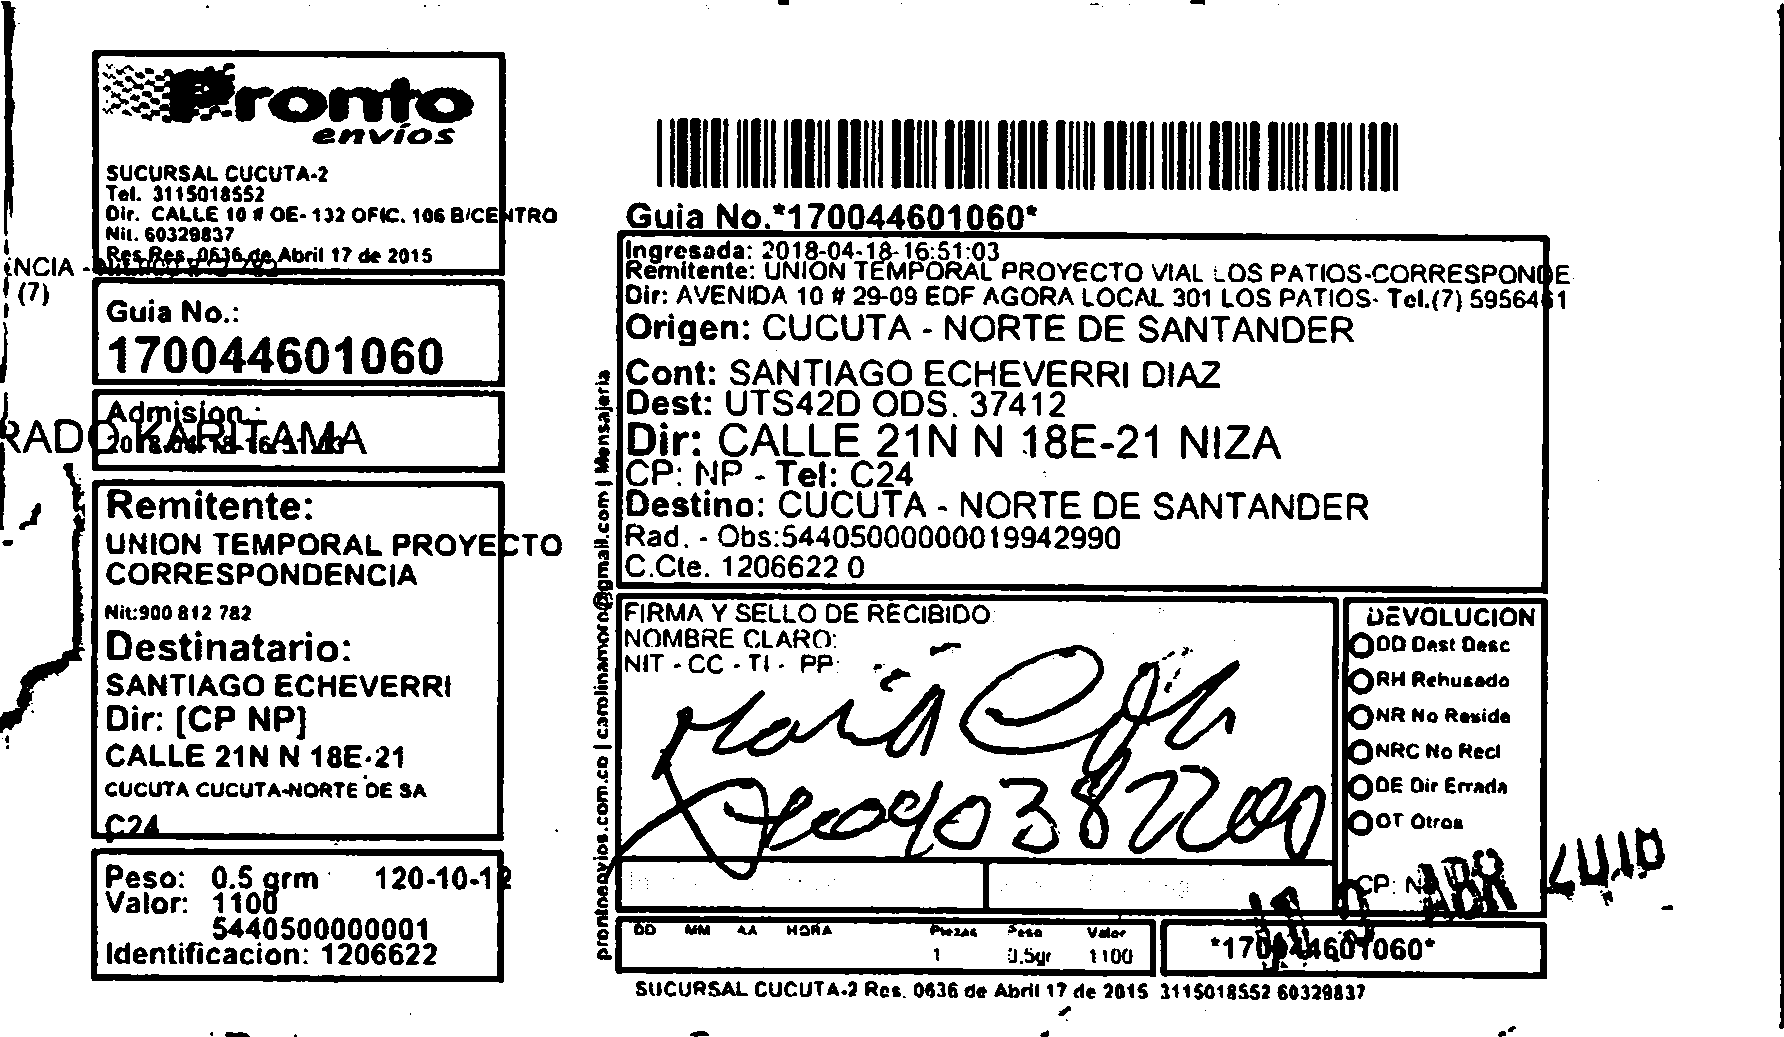 Pronto
envíos
SUCURSAL CUCUTA-2
Tel. 3115018552
Dir. CALLE 10 # OE- 132 OFIC. 106 B/CENTRO
Nit. 60329837
Res Res. 0636 de Abril 17 de 2015
ENCIA -
(7)
Guia No.:
170044601060
Admision.:
KARITAMA
Remitente:
UNION TEMPORAL PROYECTO
CORRESPONDENCIA
Nit:900 812 782
Destinatario:
SANTIAGO ECHEVERRI
Dir: [CP NP]
CALLE 21N N 18E-21
CUCUTA CUCUTA-NORTE DE SA
C24
Peso: 0.5 grm 120-10-12
Valor: 1100
5440500000001
Identificacion: 1206622
Guia No.*170044601060*
Ingresada: 2018-04-18-16:51:03
Remitente: UNION TEMPORAL PROYECTO VIAL LOS PATIOS-CORRESPONDE
Dir: AVENIDA 10 # 29-09 EDF AGORA LOCAL 301 LOS PATIOS- Tel.(7) 5956461
Origen: CUCUTA - NORTE DE SANTANDER
Cont: SANTIAGO ECHEVERRI DIAZ
Dest: UTS42D ODS. 37412
Dir: CALLE 21N N 18E-21 NIZA
CP: NP - Tel: C24
Destino: CUCUTA - NORTE DE SANTANDER
Rad. - Obs:54405000000019942990
C.Cte. 1206622 0
prontoenvios.com.co | carolinamora@gmail.com | Mensajeria
FIRMA Y SELLO DE RECIBIDO
NOMBRE CLARO:
NIT - CC - TI - PP:
Maria
DEVOLUCION
DD Dest Desc
RH Rehusado
NR No Reside
NRC No Recl
DE Dir Errada
OT Otros
CP:
ABR
DD MM AA HORA Piezas Peso Valor
1 0.5gr 1100
*170044601060*
SUCURSAL CUCUTA-2 Res. 0636 de Abril 17 de 2015 3115018552 60329837